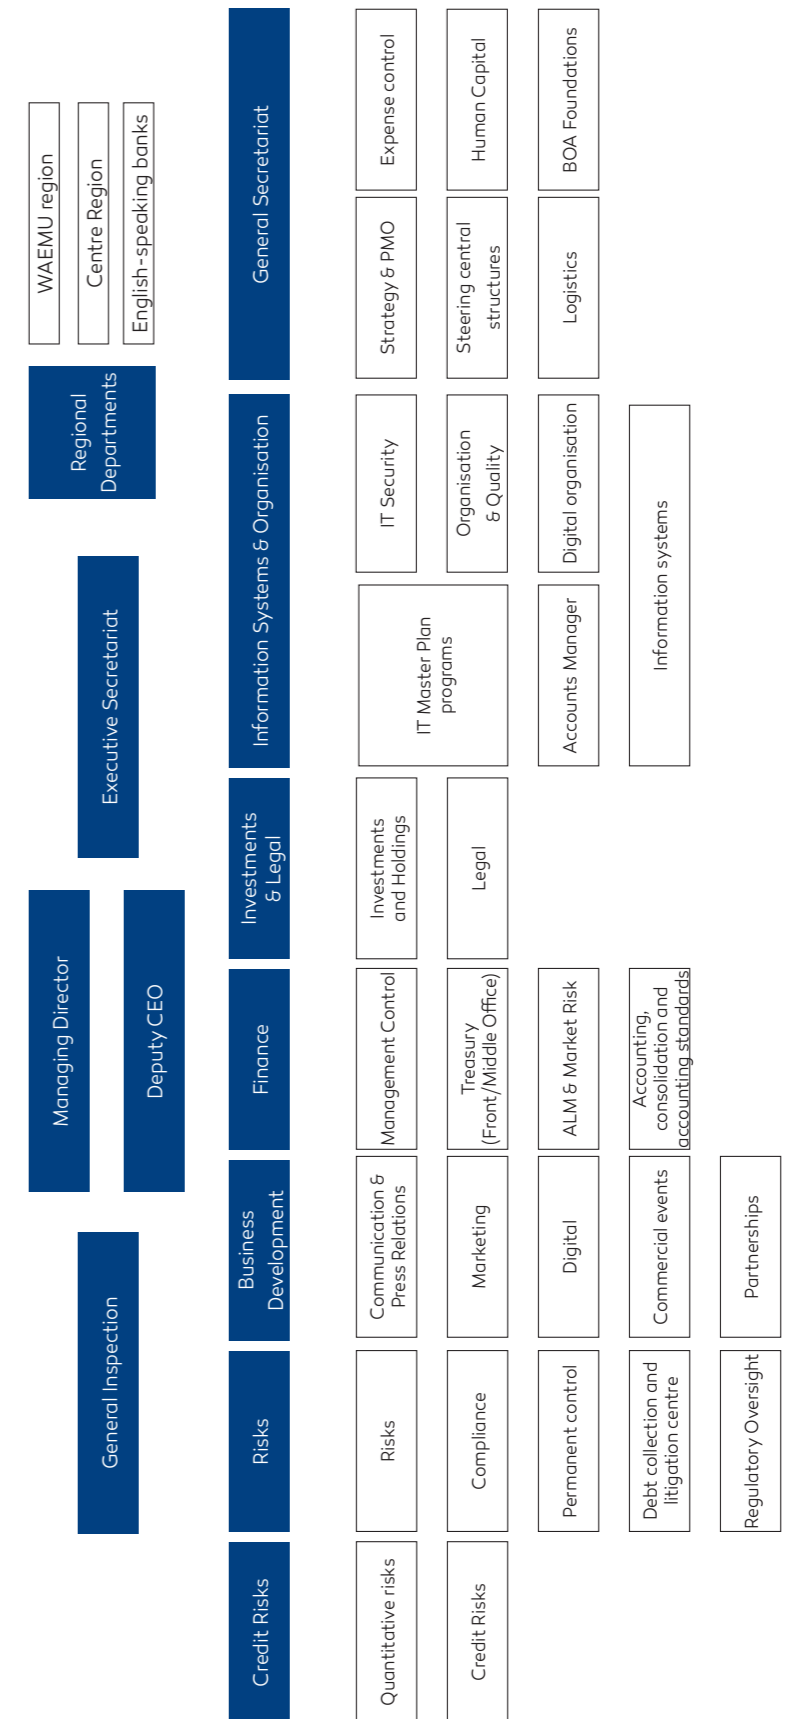 Managing Director
WAEMU region
General Inspection
Executive Secretariat
Regional
Departments
Centre Region
Deputy CEO
English-speaking banks
Credit Risks
Risks
Business
Development
Finance
Investments
& Legal
Information Systems & Organisation
General Secretariat
Quantitative risks
Risks
Communication &
Press Relations
Management Control
Investments
and Holdings
IT Master Plan
programs
IT Security
Strategy & PMO
Expense control
Credit Risks
Compliance
Marketing
Treasury
(Front/Middle Office)
Legal
Organisation
& Quality
Steering central
structures
Human Capital
Permanent control
Digital
ALM & Market Risk
Accounts Manager
Digital organisation
Logistics
BOA Foundations
Debt collection and
litigation centre
Commercial events
Accounting,
consolidation and
accounting standards
Information systems
Regulatory Oversight
Partnerships